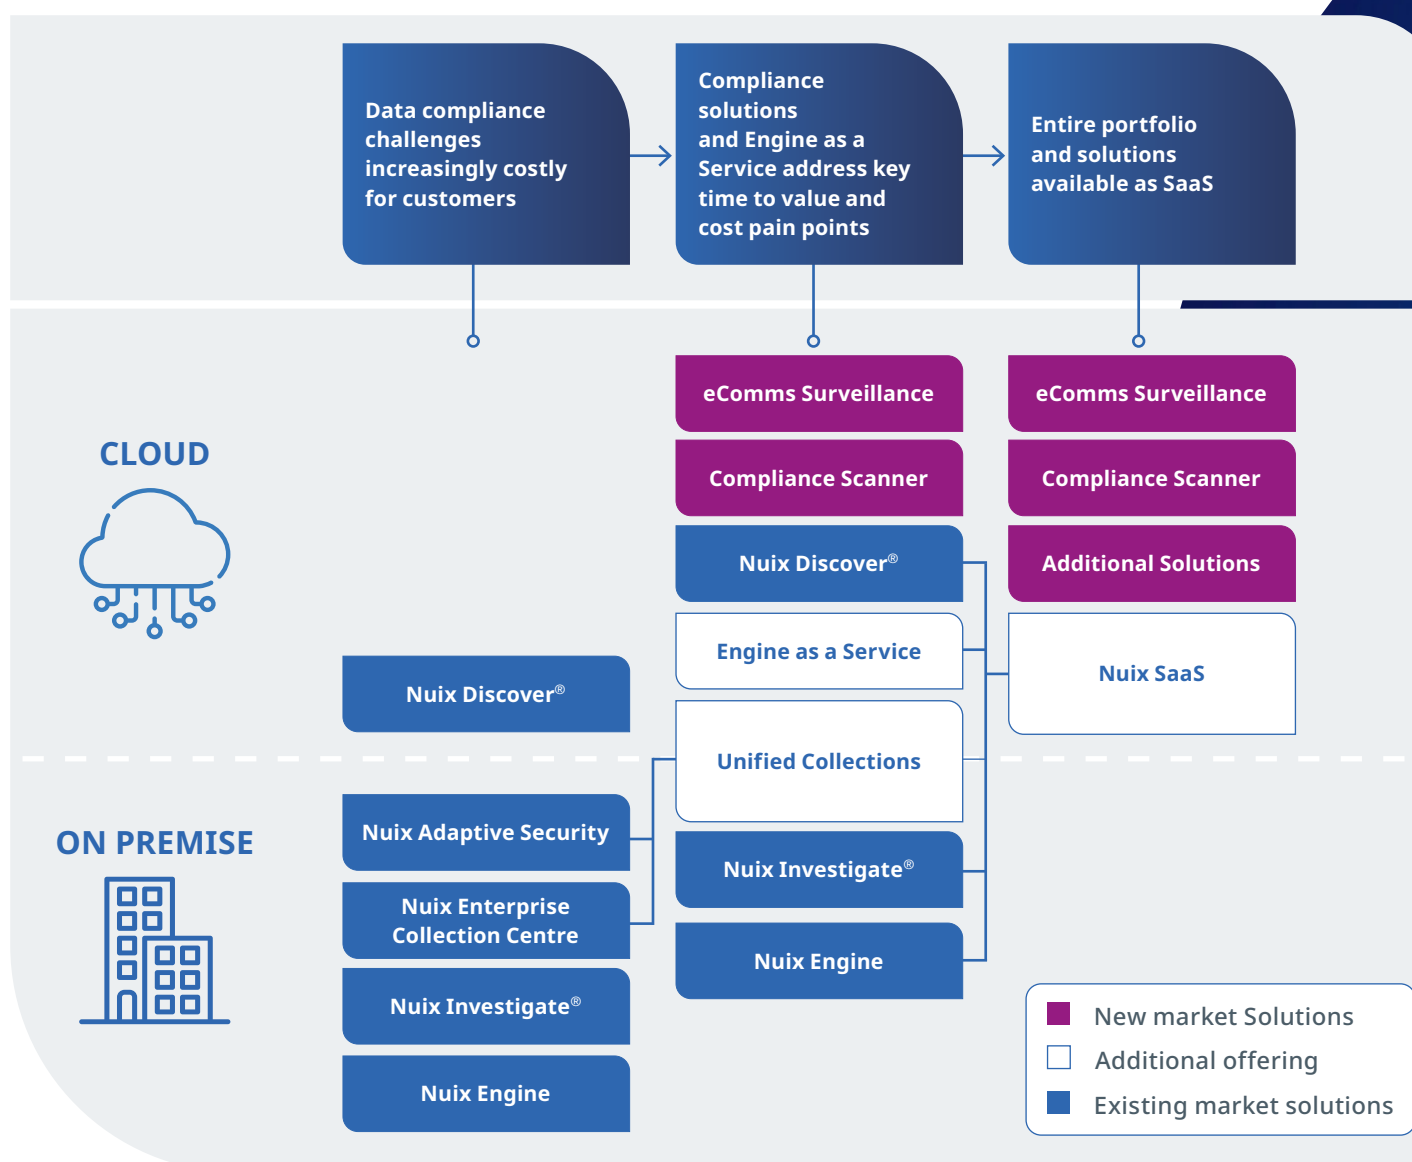 Data compliance
challenges
increasingly costly
for customers
Compliance
solutions
and Engine as a
Service address key
time to value and
cost pain points
Entire portfolio
and solutions
available as SaaS
CLOUD
Nuix Discover®
ON PREMISE
Nuix Adaptive Security
Nuix Enterprise
Collection Centre
Nuix Investigate®
Nuix Engine
eComms Surveillance
Compliance Scanner
Nuix Discover®
Engine as a Service
Unified Collections
Nuix Investigate®
Nuix Engine
eComms Surveillance
Compliance Scanner
Additional Solutions
Nuix SaaS
New market Solutions
Additional offering
Existing market solutions